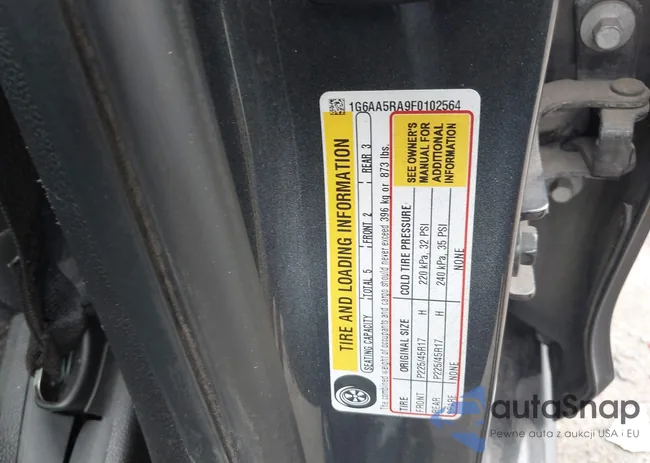 1G6AA5RA9F0102564
TIRE AND LOADING INFORMATION
SEATING CAPACITY TOTAL 5 FRONT 2 REAR 3
The combined weight of occupants and cargo should never exceed 396 kg or 873 lbs.
TIRE ORIGINAL SIZE COLD TIRE PRESSURE
FRONT P225/45R17 H 220 kPa, 32 PSI
REAR P225/45R17 H 240 kPa, 35 PSI
SPARE NONE NONE
SEE OWNER'S
MANUAL FOR
ADDITIONAL
INFORMATION
autaSnap
Pewne auta z aukcji USA i EU